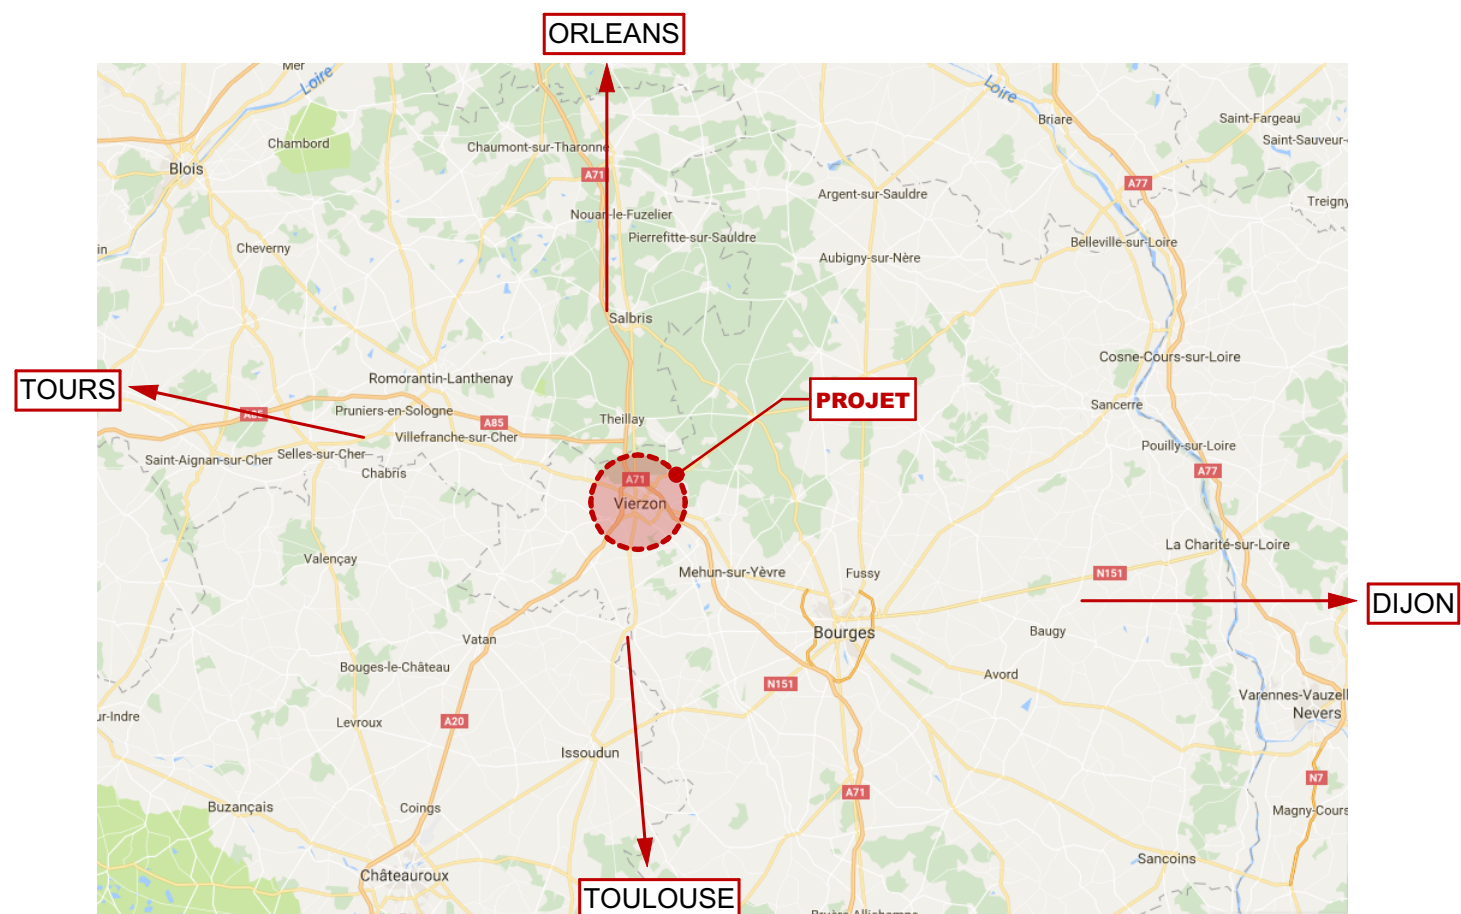 ORLEANS
Mer
Loire
Loire
Briare
Saint-Fargeau
Saint-Sauveur-
Chambord
Chaumont-sur-Tharonne
Blois
A71
A77
Argent-sur-Sauldre
Treigny
Nouan-le-Fuzelier
Pierrefitte-sur-Sauldre
in
Cheverny
Belleville-sur-Loire
Aubigny-sur-Nère
Salbris
Cosne-Cours-sur-Loire
TOURS
Romorantin-Lanthenay
PROJET
A85
Pruniers-en-Sologne
A85
Theillay
Sancerre
Villefranche-sur-Cher
Pouilly-sur-Loire
Saint-Aignan-sur-Cher
Selles-sur-Cher
Chabris
A77
A71
Vierzon
La Charité-sur-Loire
Valençay
Mehun-sur-Yèvre
Fussy
N151
DIJON
Bourges
Baugy
Vatan
Bouges-le-Château
Avord
N151
Varennes-Vauzel
Nevers
ur-Indre
Levroux
A20
Issoudun
N7
A71
Buzançais
Coings
Magny-Cours
Sancoins
Châteauroux
TOULOUSE